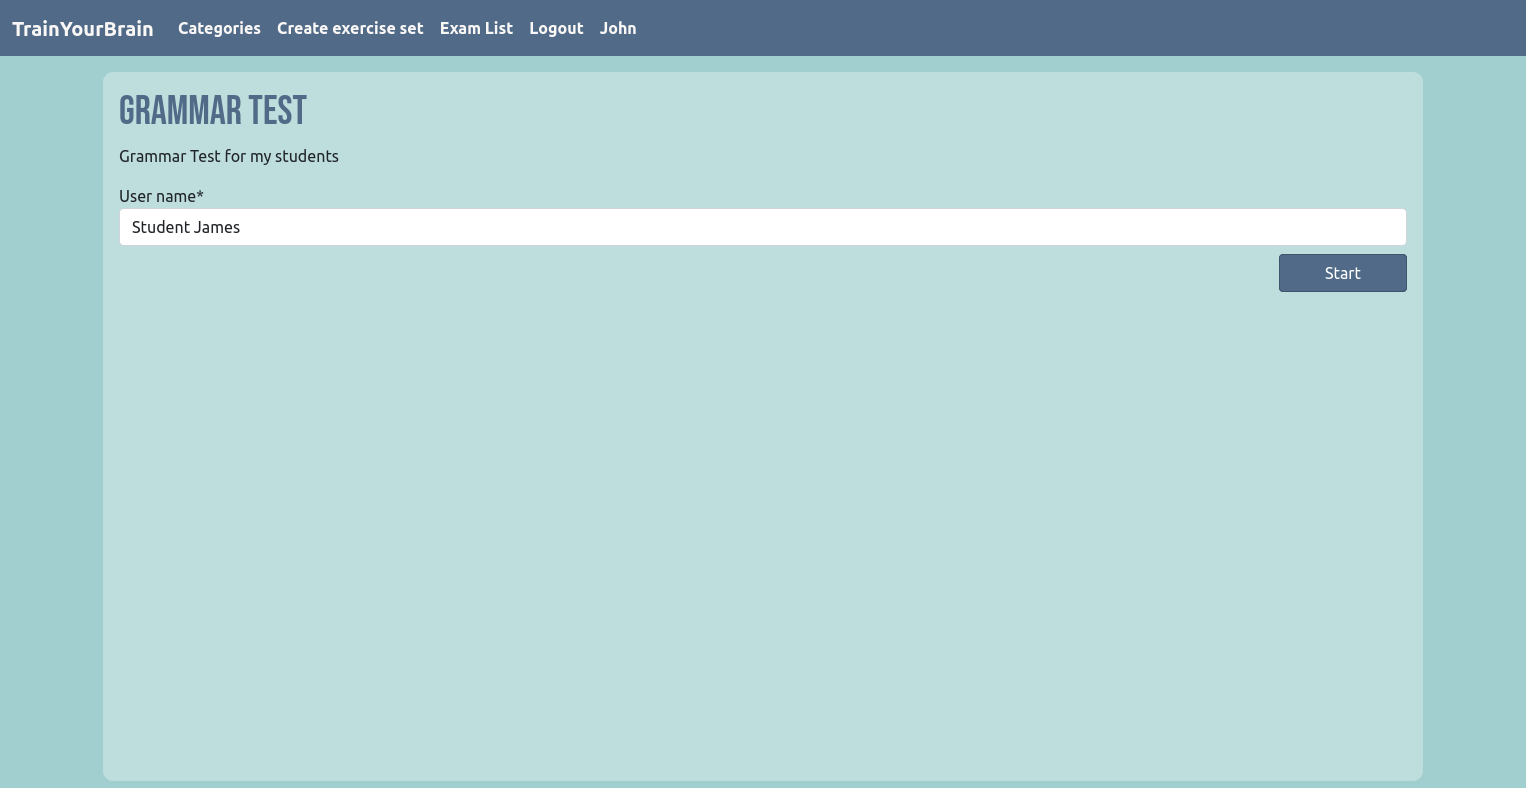 TrainYourBrain Categories Create exercise set Exam List Logout John
GRAMMAR TEST
Grammar Test for my students
User name*
Student James
Start